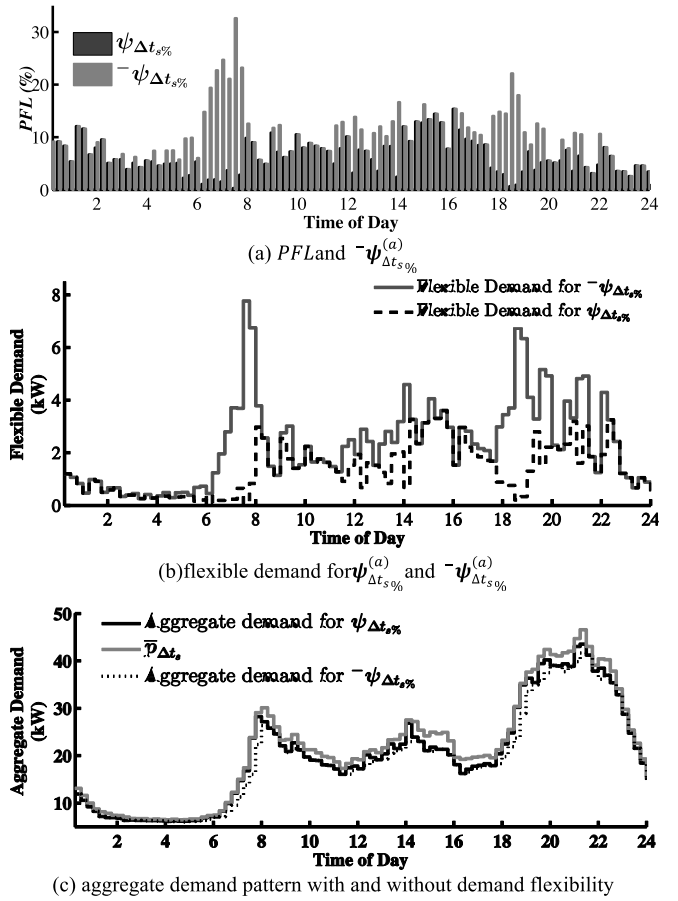 30
20
10
0
PFL (%)
ψΔts%
⁻ψΔts%
2 4 6 8 10 12 14 16 18 20 22 24
Time of Day
(a) PFLand ⁻ψ(a)Δts%
8
6
4
2
0
Flexible Demand
(kW)
Flexible Demand for ⁻ψΔts%
Flexible Demand for ψΔts%
2 4 6 8 10 12 14 16 18 20 22 24
Time of Day
(b)flexible demand forψ(a)Δts% and ⁻ψ(a)Δts%
50
40
30
20
10
Aggregate Demand
(kW)
Aggregate demand for ψΔts%
p̅Δts
Aggregate demand for ⁻ψΔts%
2 4 6 8 10 12 14 16 18 20 22 24
Time of Day
(c) aggregate demand pattern with and without demand flexibility